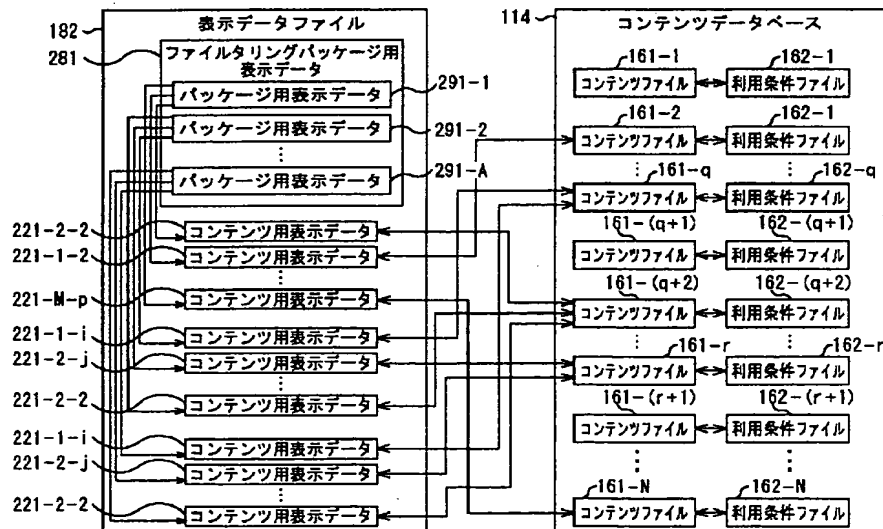 表示データファイル
182
281
ファイルタリングパッケージ用
表示データ
パッケージ用表示データ
291-1
パッケージ用表示データ
291-2
⋮
パッケージ用表示データ
291-A
221-2-2
コンテンツ用表示データ
221-1-2
コンテンツ用表示データ
⋮
221-M-p
コンテンツ用表示データ
221-1-i
コンテンツ用表示データ
221-2-j
コンテンツ用表示データ
⋮
221-2-2
コンテンツ用表示データ
221-1-i
コンテンツ用表示データ
221-2-j
コンテンツ用表示データ
⋮
221-2-2
コンテンツ用表示データ
114
コンテンツデータベース
161-1 162-1
コンテンツファイル 利用条件ファイル
161-2 162-1
コンテンツファイル 利用条件ファイル
⋮ ⋮
161-q 162-q
コンテンツファイル 利用条件ファイル
161-(q+1) 162-(q+1)
コンテンツファイル 利用条件ファイル
161-(q+2) 162-(q+2)
コンテンツファイル 利用条件ファイル
⋮ ⋮
161-r 162-r
コンテンツファイル 利用条件ファイル
161-(r+1) 162-(r+1)
コンテンツファイル 利用条件ファイル
⋮ ⋮
161-N 162-N
コンテンツファイル 利用条件ファイル